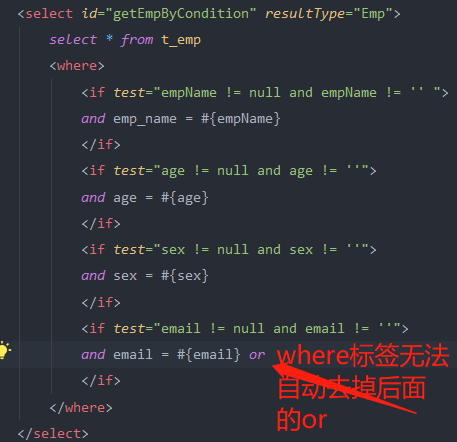 <select id="getEmpByCondition" resultType="Emp">
select * from t_emp
<where>
<if test="empName != null and empName != '' ">
and emp_name = #{empName}
</if>
<if test="age != null and age != ''">
and age = #{age}
</if>
<if test="sex != null and sex != ''">
and sex = #{sex}
</if>
<if test="email != null and email != ''">
and email = #{email} or
</if>
</where>
</select>
where标签无法
自动去掉后面
的or